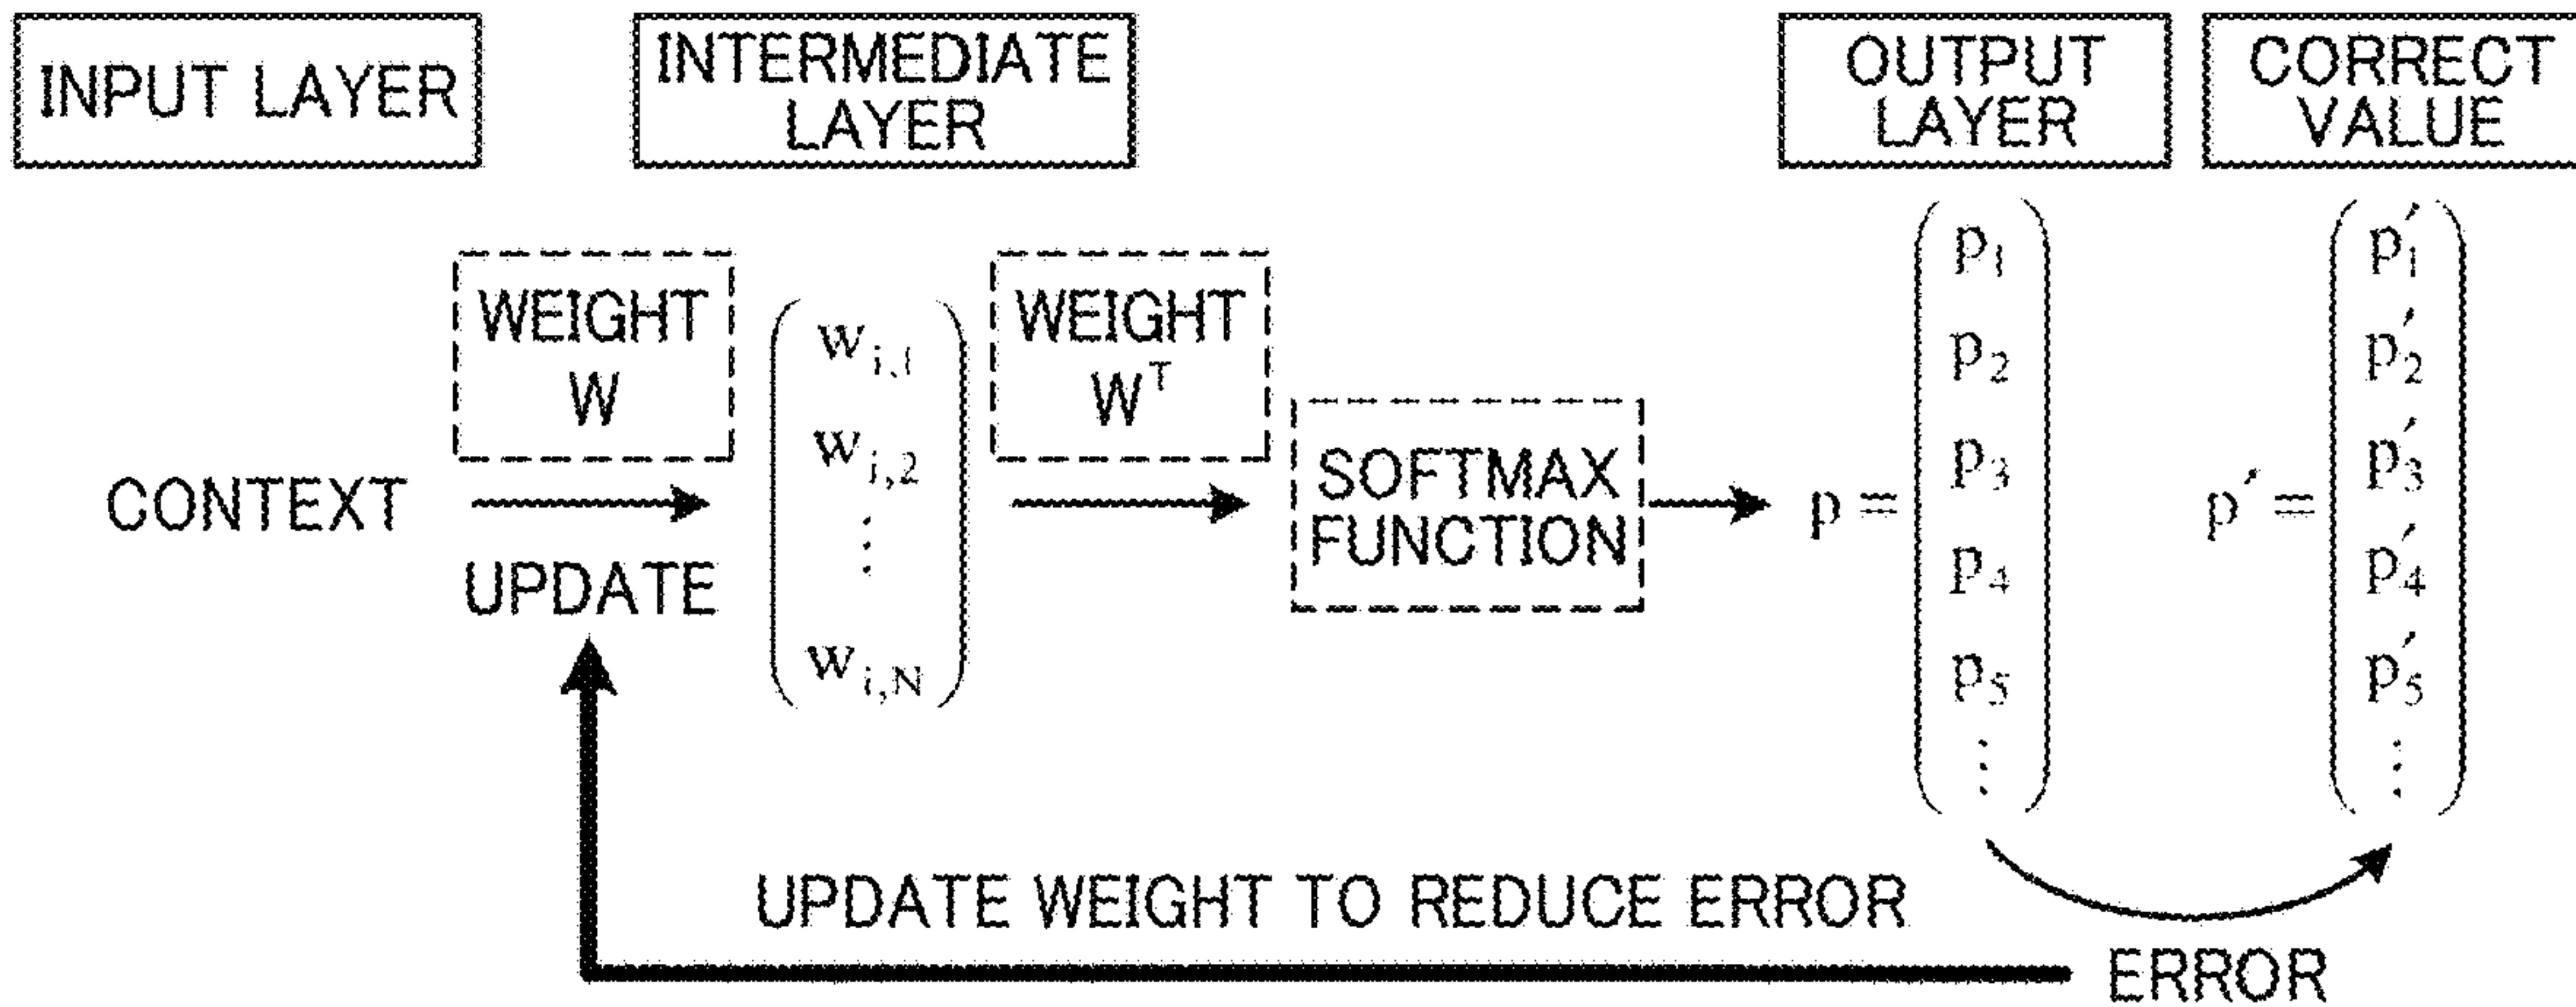 INPUT LAYER
INTERMEDIATE
LAYER
OUTPUT
LAYER
CORRECT
VALUE
CONTEXT
WEIGHT
W
UPDATE
w_{i,1}
w_{i,2}
⋮
w_{i,N}
WEIGHT
W^T
SOFTMAX
FUNCTION
p =
p_1
p_2
p_3
p_4
p_5
⋮
p′ =
p′_1
p′_2
p′_3
p′_4
p′_5
⋮
UPDATE WEIGHT TO REDUCE ERROR
ERROR